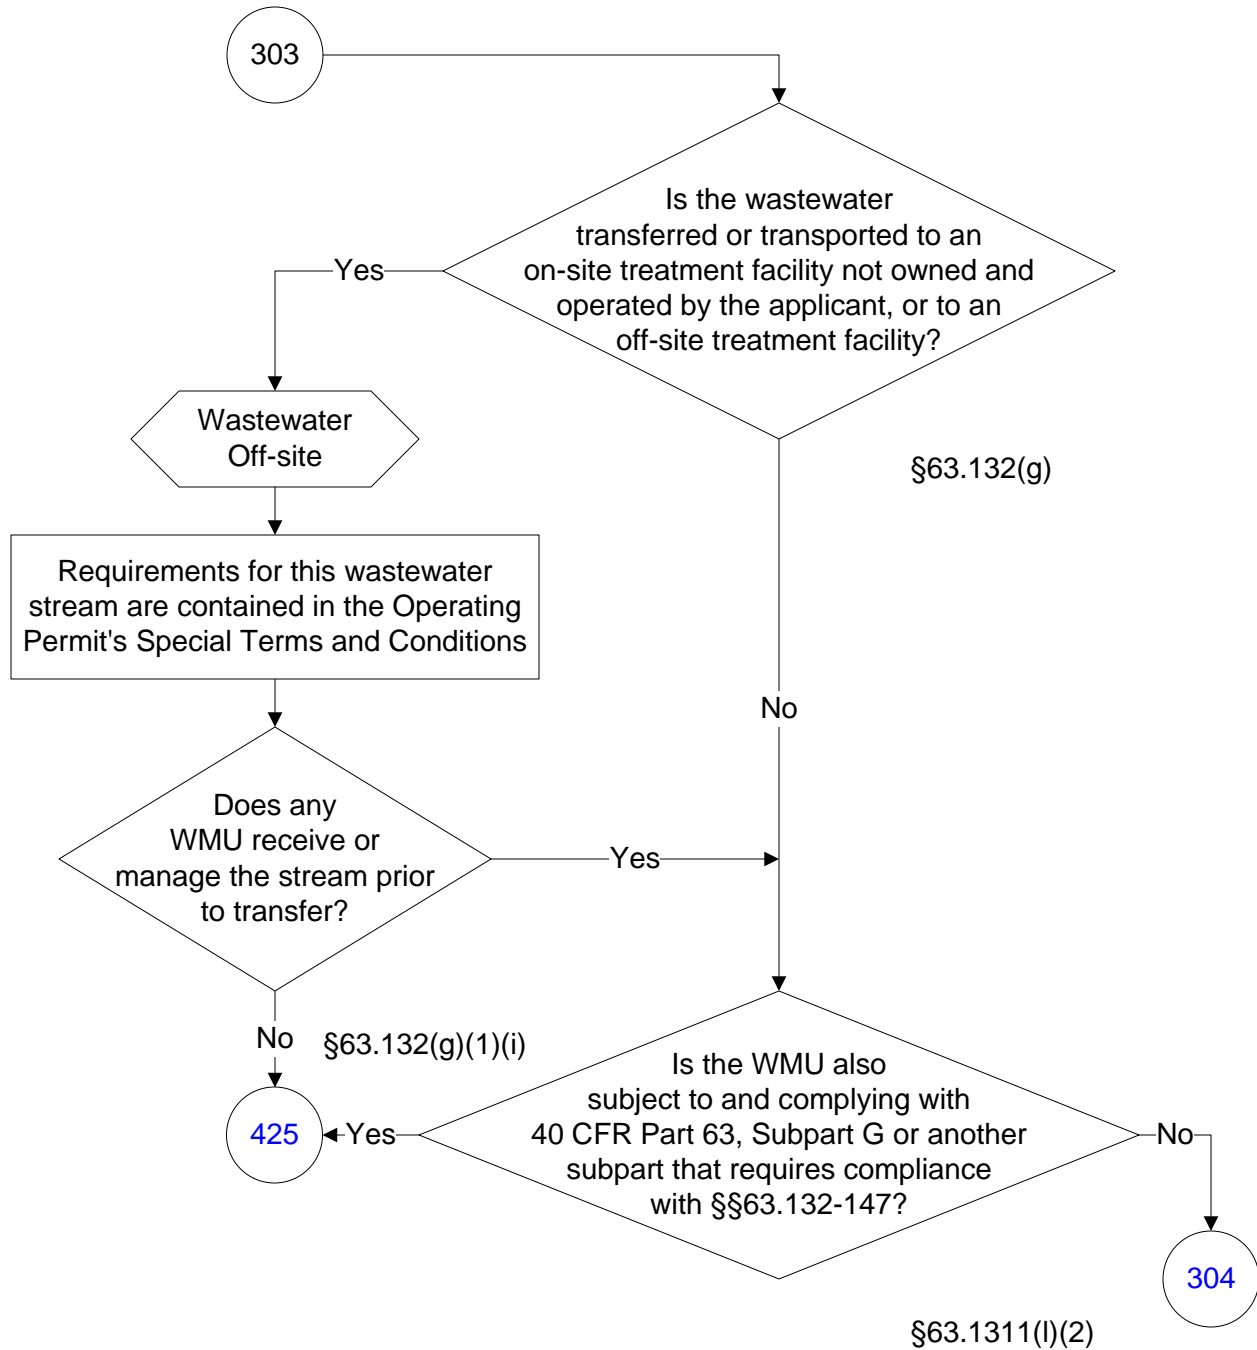 303
Is the wastewater
transferred or transported to an
on-site treatment facility not owned and
operated by the applicant, or to an
off-site treatment facility?
Yes
Wastewater
Off-site
§63.132(g)
Requirements for this wastewater
stream are contained in the Operating
Permit's Special Terms and Conditions
No
Does any
WMU receive or
manage the stream prior
to transfer?
Yes
No
§63.132(g)(1)(i)
Is the WMU also
subject to and complying with
40 CFR Part 63, Subpart G or another
subpart that requires compliance
with §§63.132-147?
425
Yes
No
304
§63.1311(l)(2)